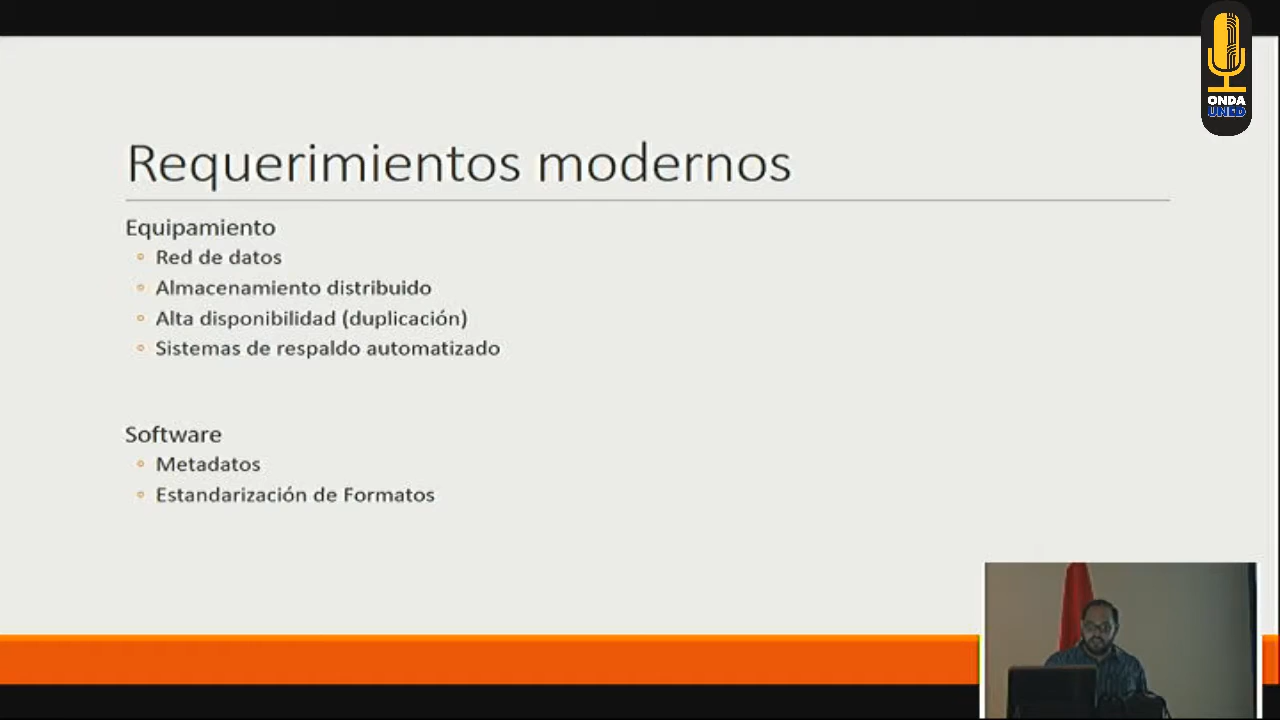 ONDA
UNED
Requerimientos modernos
Equipamiento
Red de datos
Almacenamiento distribuido
Alta disponibilidad (duplicación)
Sistemas de respaldo automatizado
Software
Metadatos
Estandarización de Formatos